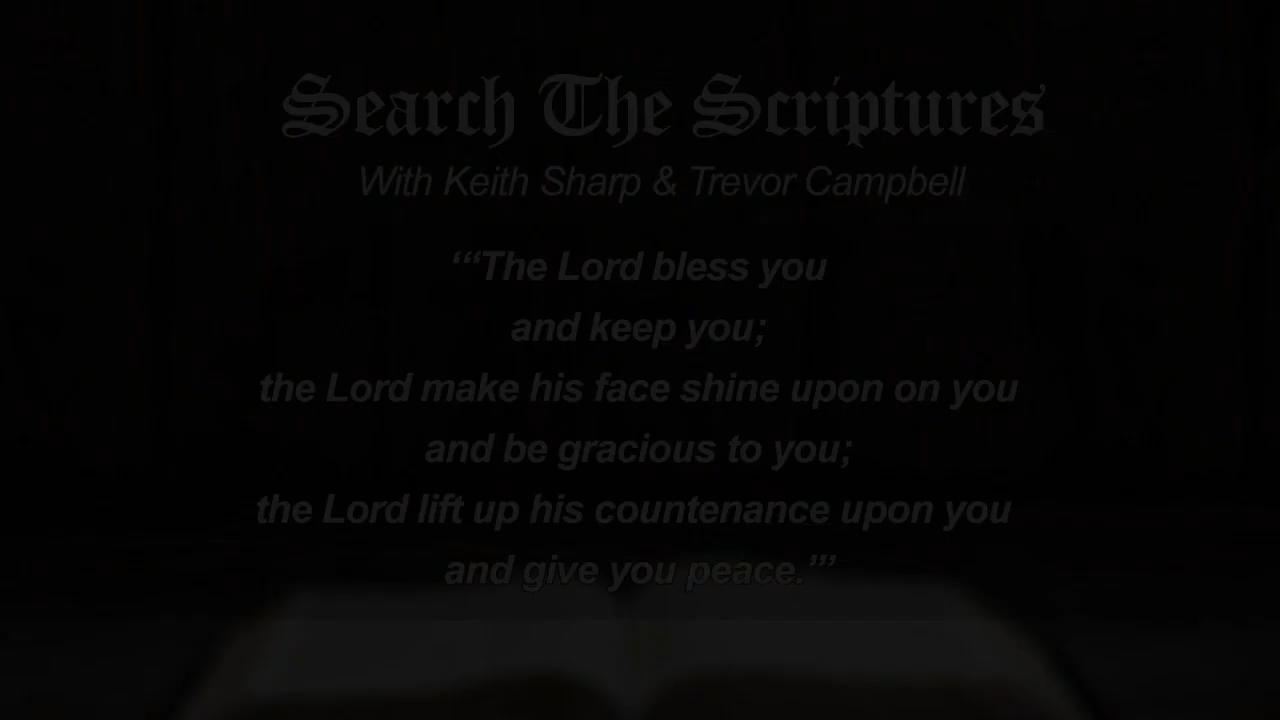 Search The Scriptures
With Keith Sharp & Trevor Campbell
“‘“The Lord bless you
and keep you;
the Lord make his face shine upon on you
and be gracious to you;
the Lord lift up his countenance upon you
and give you peace.”’